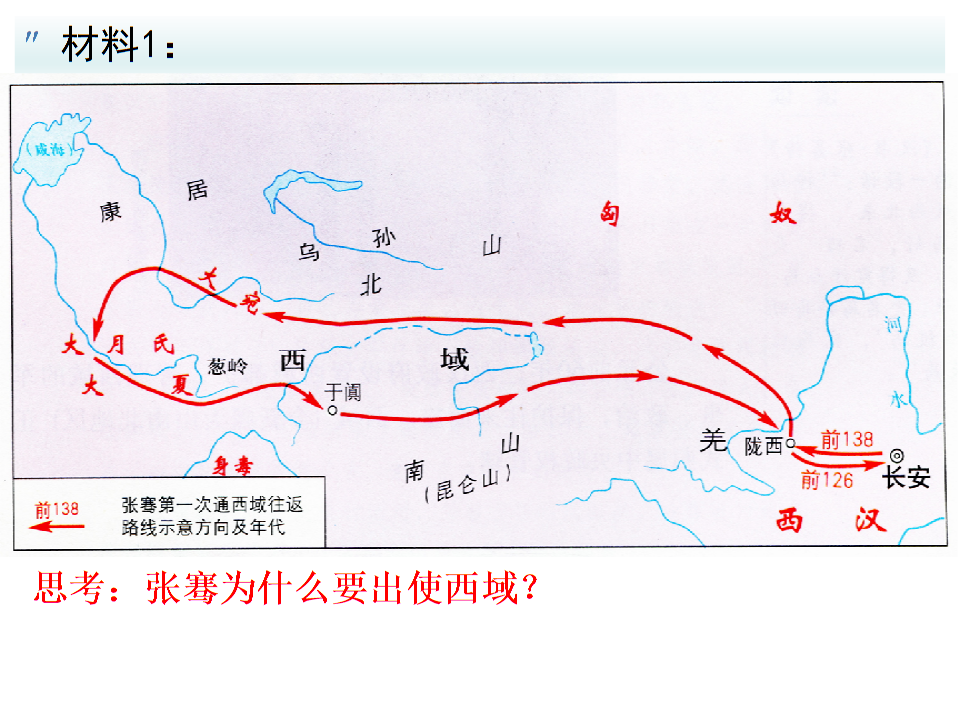 " 材料1：
（咸海）
康 居
乌 孙 山
北
匈 奴
大 宛
大 月 氏
大 夏
葱岭
西 域
于阗
河 水
羌
陇西
前138
前126
长安
南 山
（昆仑山）
身毒
西 汉
前138
张骞第一次通西域往返
路线示意方向及年代
思考：张骞为什么要出使西域？